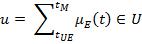 u = ∑_{t_{UE}}^{t_M} μ_E(t) ∈ U